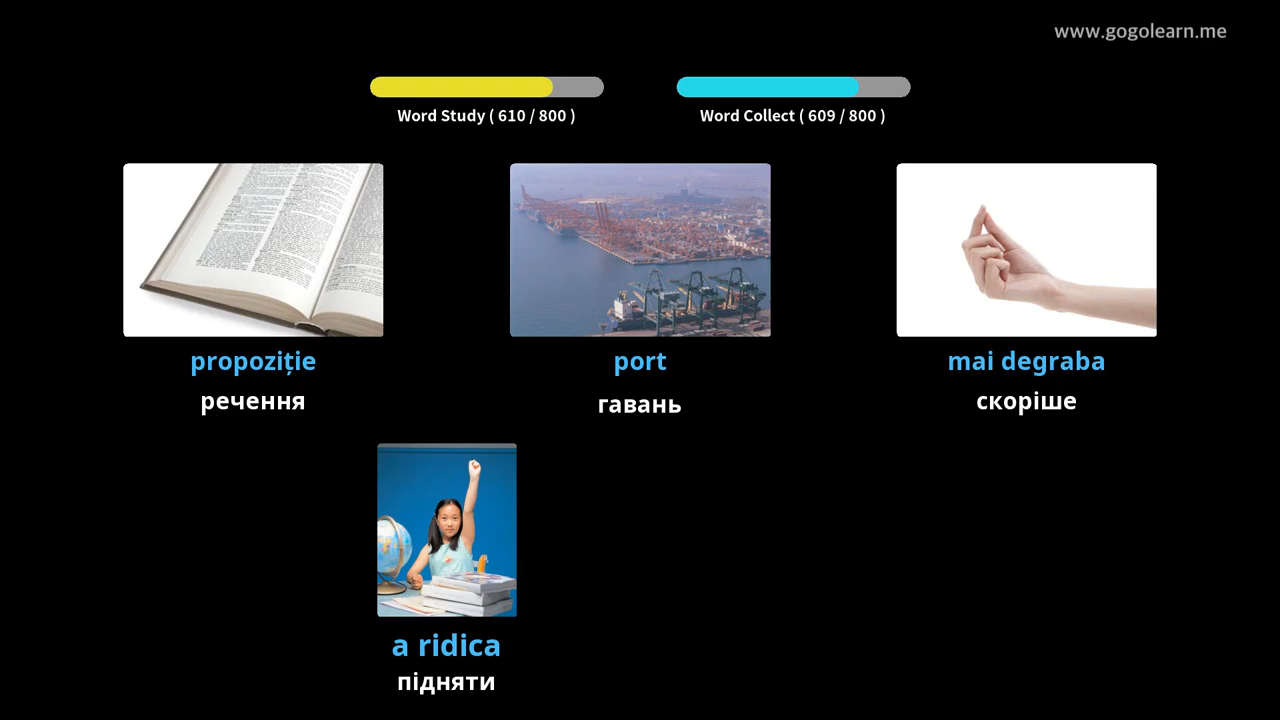 www.gogolearn.me
Word Study ( 610 / 800 )
Word Collect ( 609 / 800 )
propoziție
port
mai degraba
речення
гавань
скоріше
a ridica
підняти